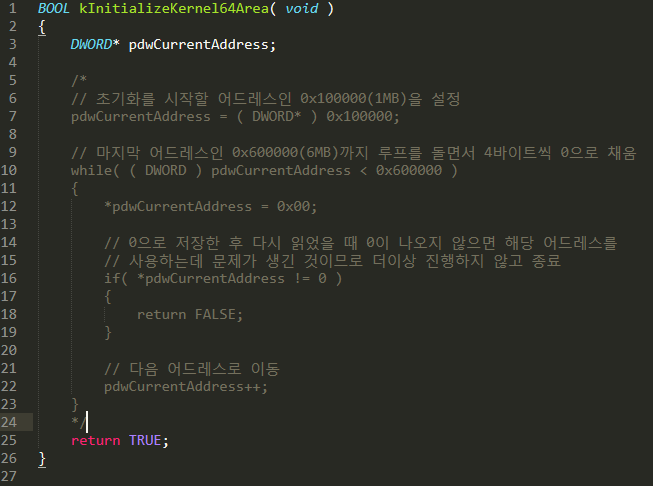 1 BOOL kInitializeKernel64Area( void )
2 {
3     DWORD* pdwCurrentAddress;
4
5     /*
6     // 초기화를 시작할 어드레스인 0x100000(1MB)을 설정
7     pdwCurrentAddress = ( DWORD* ) 0x100000;
8
9     // 마지막 어드레스인 0x600000(6MB)까지 루프를 돌면서 4바이트씩 0으로 채움
10     while( ( DWORD ) pdwCurrentAddress < 0x600000 )
11     {
12         *pdwCurrentAddress = 0x00;
13
14         // 0으로 저장한 후 다시 읽었을 때 0이 나오지 않으면 해당 어드레스를
15         // 사용하는데 문제가 생긴 것이므로 더이상 진행하지 않고 종료
16         if( *pdwCurrentAddress != 0 )
17         {
18             return FALSE;
19         }
20
21         // 다음 어드레스로 이동
22         pdwCurrentAddress++;
23     }
24     */
25     return TRUE;
26 }
27